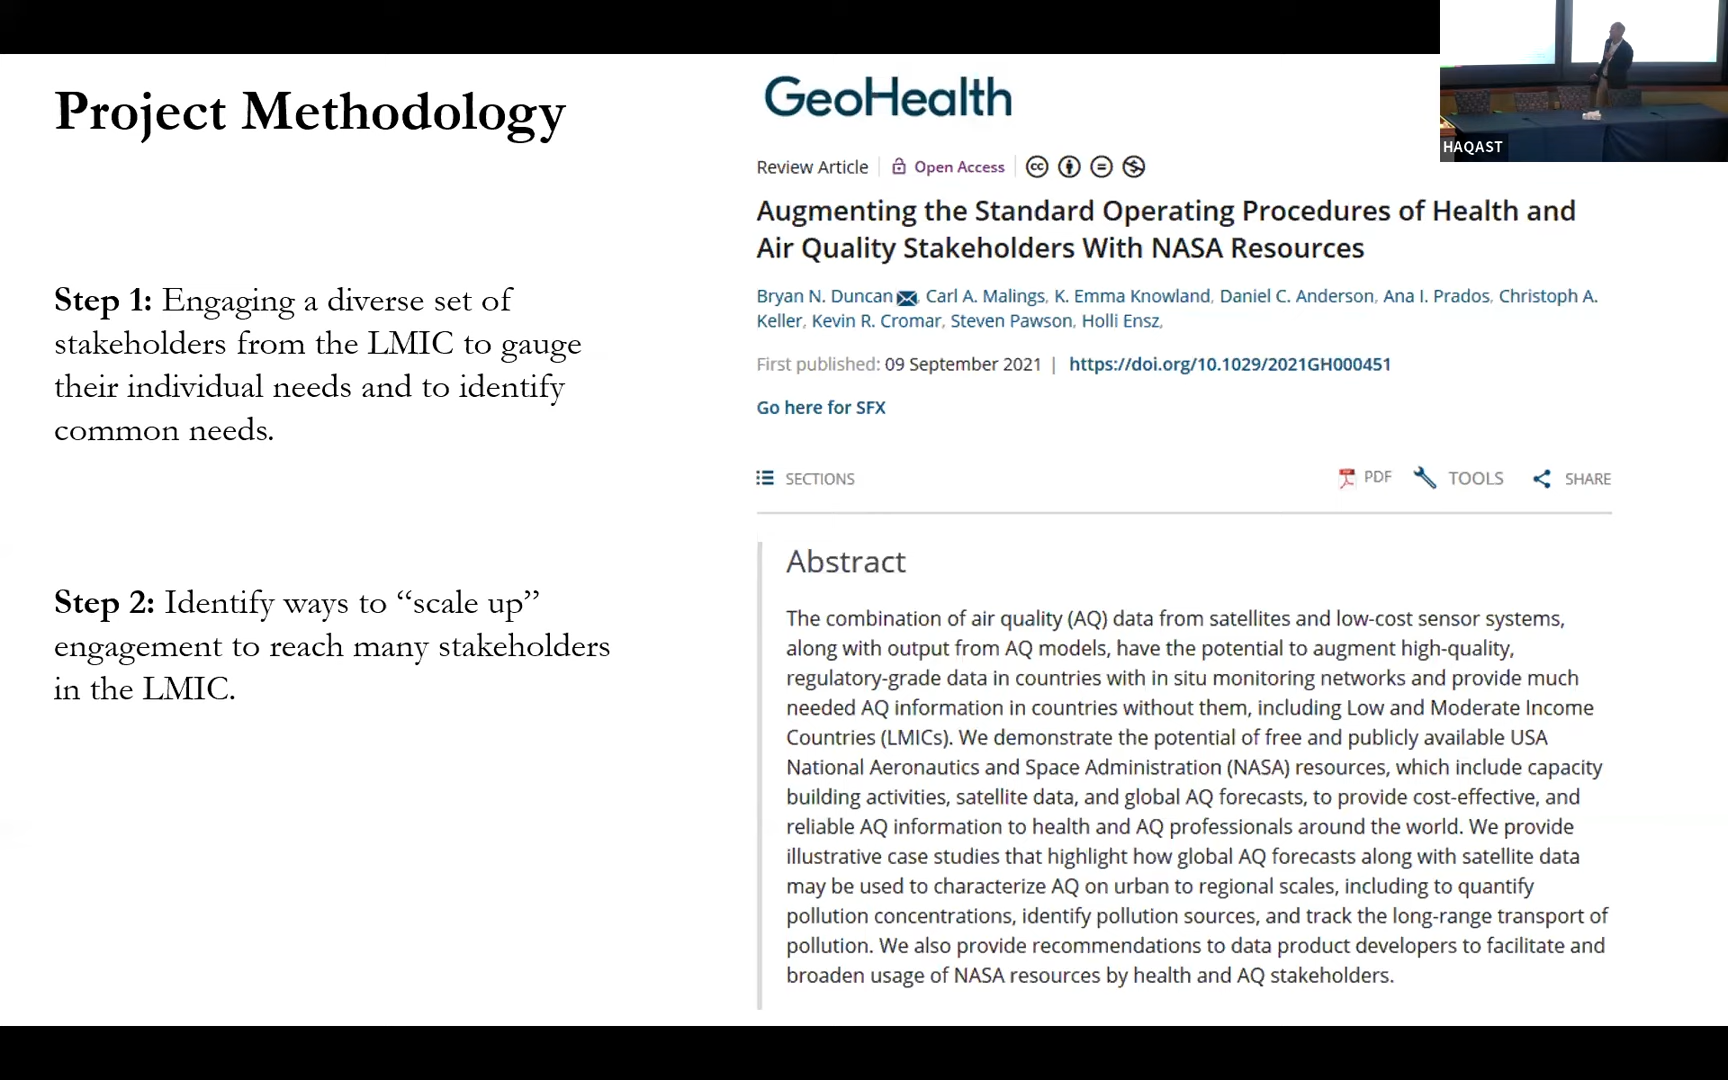 Project Methodology
Step 1: Engaging a diverse set of
stakeholders from the LMIC to gauge
their individual needs and to identify
common needs.
Step 2: Identify ways to “scale up”
engagement to reach many stakeholders
in the LMIC.
GeoHealth
Review Article Open Access
Augmenting the Standard Operating Procedures of Health and
Air Quality Stakeholders With NASA Resources
Bryan N. Duncan, Carl A. Malings, K. Emma Knowland, Daniel C. Anderson, Ana I. Prados, Christoph A.
Keller, Kevin R. Cromar, Steven Pawson, Holli Ensz,
First published: 09 September 2021 | https://doi.org/10.1029/2021GH000451
Go here for SFX
SECTIONS PDF TOOLS SHARE
Abstract
The combination of air quality (AQ) data from satellites and low-cost sensor systems,
along with output from AQ models, have the potential to augment high-quality,
regulatory-grade data in countries with in situ monitoring networks and provide much
needed AQ information in countries without them, including Low and Moderate Income
Countries (LMICs). We demonstrate the potential of free and publicly available USA
National Aeronautics and Space Administration (NASA) resources, which include capacity
building activities, satellite data, and global AQ forecasts, to provide cost-effective, and
reliable AQ information to health and AQ professionals around the world. We provide
illustrative case studies that highlight how global AQ forecasts along with satellite data
may be used to characterize AQ on urban to regional scales, including to quantify
pollution concentrations, identify pollution sources, and track the long-range transport of
pollution. We also provide recommendations to data product developers to facilitate and
broaden usage of NASA resources by health and AQ stakeholders.
HAQAST